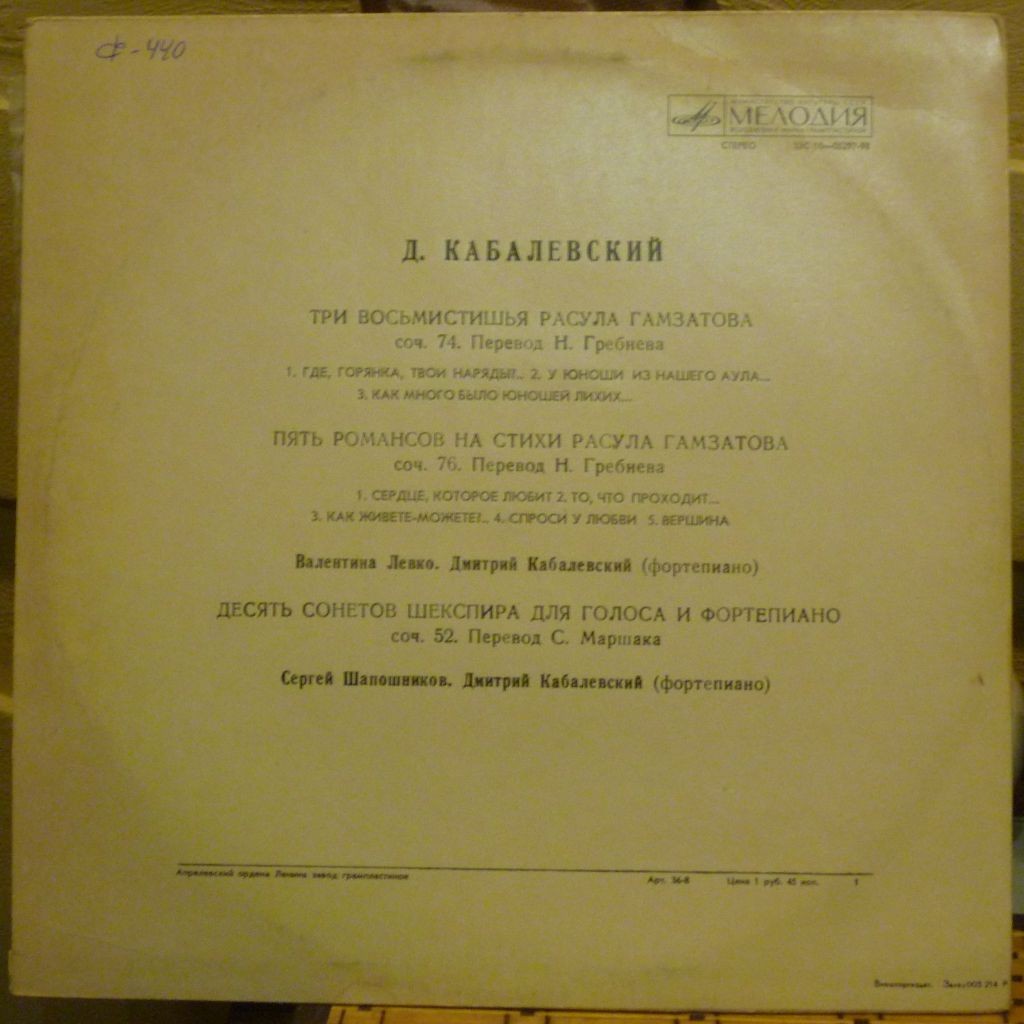 ф-440
МЕЛОДИЯ
СТЕРЕО
Д. КАБАЛЕВСКИЙ
ТРИ ВОСЬМИСТИШЬЯ РАСУЛА ГАМЗАТОВА
соч. 74. Перевод Н. Гребнева
1. ГДЕ, ГОРЯНКА, ТВОИ НАРЯДЫ?.. 2. У ЮНОШИ ИЗ НАШЕГО АУЛА...
3. КАК МНОГО БЫЛО ЮНОШЕЙ ЛИХИХ...
ПЯТЬ РОМАНСОВ НА СТИХИ РАСУЛА ГАМЗАТОВА
соч. 76. Перевод Н. Гребнева
1. СЕРДЦЕ, КОТОРОЕ ЛЮБИТ 2. ТО, ЧТО ПРОХОДИТ...
3. КАК ЖИВЕТЕ-МОЖЕТЕ?.. 4. СПРОСИ У ЛЮБВИ 5. ВЕРШИНА
Валентина Левко. Дмитрий Кабалевский (фортепиано)
ДЕСЯТЬ СОНЕТОВ ШЕКСПИРА ДЛЯ ГОЛОСА И ФОРТЕПИАНО
соч. 52. Перевод С. Маршака
Сергей Шапошников. Дмитрий Кабалевский (фортепиано)
Апрелевский ордена Ленина завод грампластинок Арт. 36-8 Цена 1 руб. 45 коп. 1